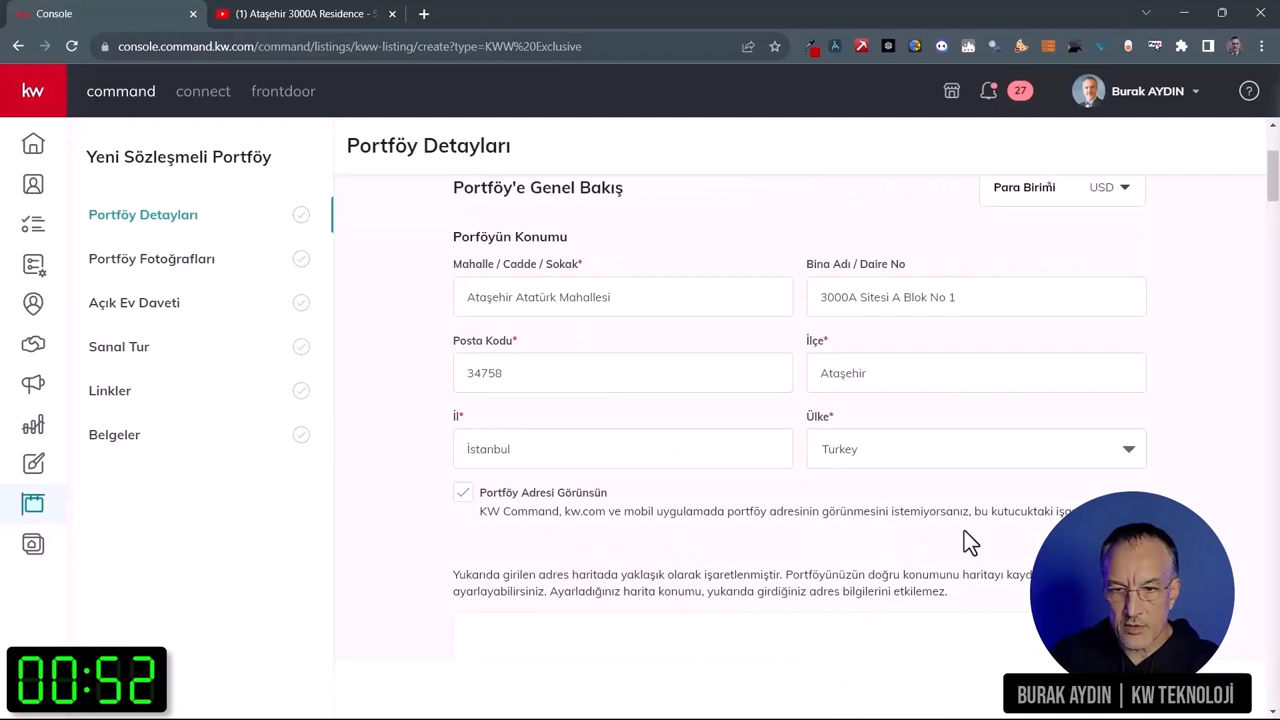 Console
(1) Ataşehir 3000A Residence - S
console.command.kw.com/command/listings/kww-listing/create?type=KWW%20Exclusive
kw
command
connect
frontdoor
27
Burak AYDIN
Yeni Sözleşmeli Portföy
Portföy Detayları
Portföy Fotoğrafları
Açık Ev Daveti
Sanal Tur
Linkler
Belgeler
Portföy Detayları
Portföy'e Genel Bakış
Para Birimi
USD
Porföyün Konumu
Mahalle / Cadde / Sokak*
Bina Adı / Daire No
Ataşehir Atatürk Mahallesi
3000A Sitesi A Blok No 1
Posta Kodu*
İlçe*
34758
Ataşehir
İl*
Ülke*
İstanbul
Turkey
Portföy Adresi Görünsün
KW Command, kw.com ve mobil uygulamada portföy adresinin görünmesini istemiyorsanız, bu kutucuktaki
Yukarıda girilen adres haritada yaklaşık olarak işaretlenmiştir. Portföyünüzün doğru konumunu haritayı
ayarlayabilirsiniz. Ayarladığınız harita konumu, yukarıda girdiğiniz adres bilgilerini etkilemez.
00:52
BURAK AYDIN | KW TEKNOLOJİ